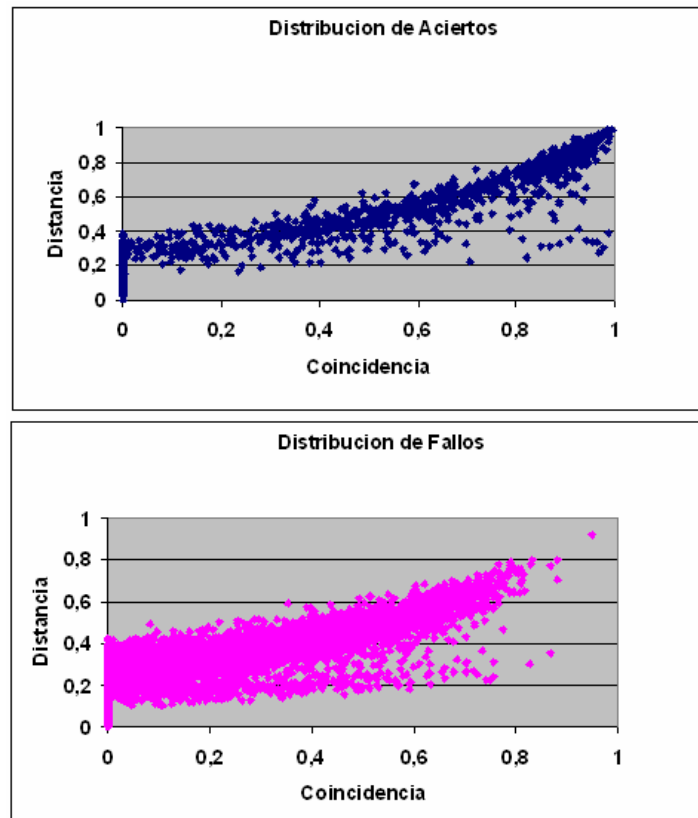 Distribucion de Aciertos
1
0,8
0,6
0,4
0,2
0
Distancia
0 0,2 0,4 0,6 0,8 1
Coincidencia
Distribucion de Fallos
1
0,8
0,6
0,4
0,2
0
Distancia
0 0,2 0,4 0,6 0,8 1
Coincidencia